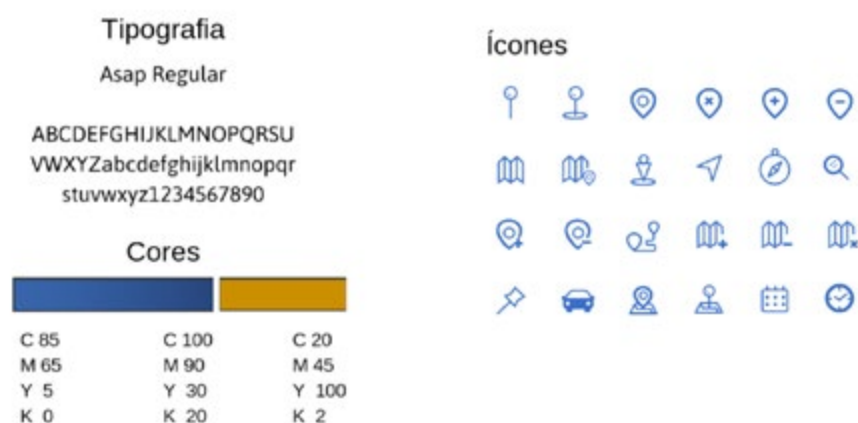 Tipografia
Asap Regular
ABCDEFGHIJKLMNOPQRSU
VWXYZabcdefghijklmnopqr
stuvwxyz1234567890
Cores
C 85
M 65
Y 5
K 0
C 100
M 90
Y 30
K 20
C 20
M 45
Y 100
K 2
Ícones